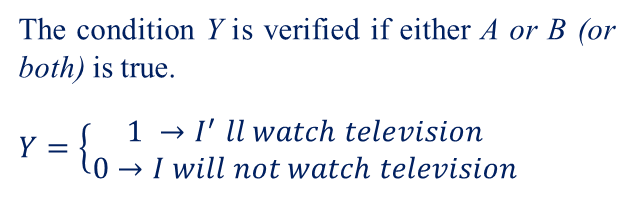 The condition Y is verified if either A or B (or
both) is true.
Y = { 1 → I' ll watch television
0 → I will not watch television